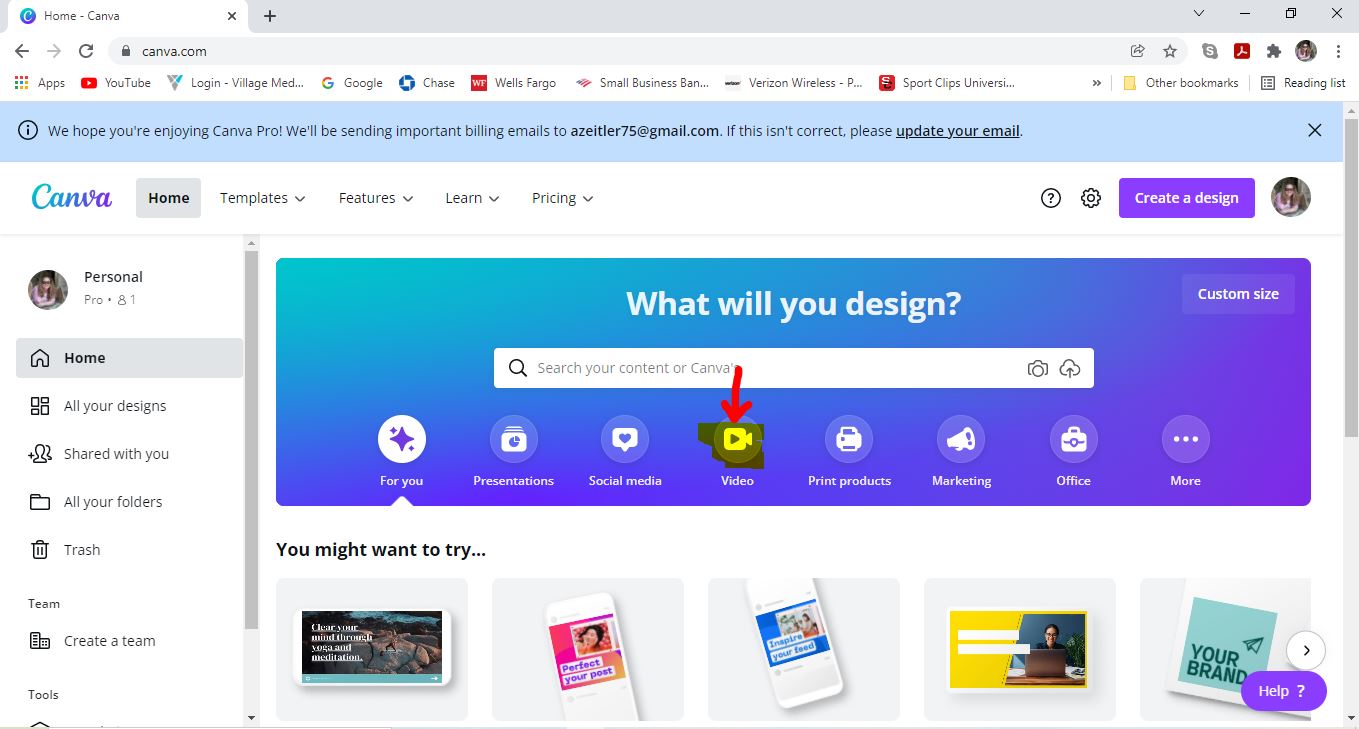 Home - Canva
canva.com
Apps YouTube Login - Village Med... Google Chase Wells Fargo Small Business Ban... Verizon Wireless - P... Sport Clips Universi... » Other bookmarks Reading list
We hope you're enjoying Canva Pro! We'll be sending important billing emails to azeitler75@gmail.com. If this isn't correct, please update your email.
Canva Home Templates Features Learn Pricing Create a design
Personal
Pro • 1
Home
All your designs
Shared with you
All your folders
Trash
Team
Create a team
Tools
What will you design?
Custom size
Search your content or Canva's
For you Presentations Social media Video Print products Marketing Office More
You might want to try...
Clear your
mind through
yoga and
meditation.
Perfect
your post
Inspire
your feed
YOUR
BRAND
Help ?